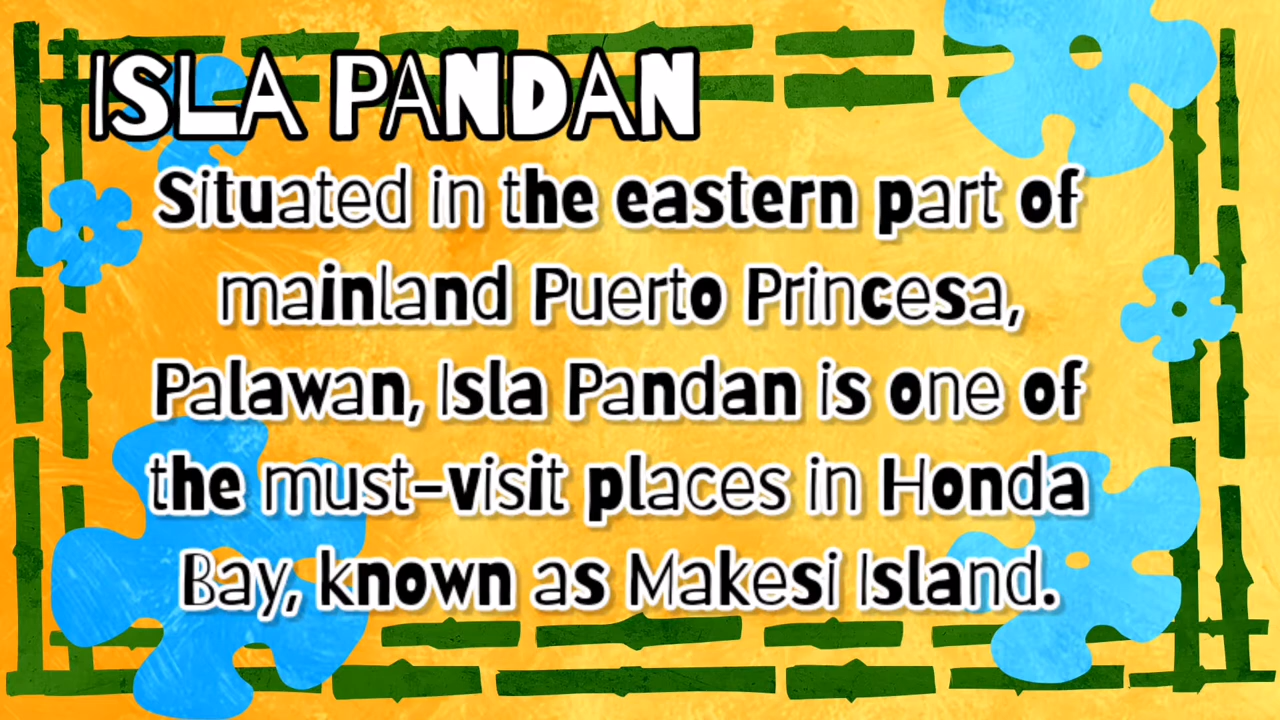 ISLA PANDAN
Situated in the eastern part of
mainland Puerto Princesa,
Palawan, Isla Pandan is one of
the must-visit places in Honda
Bay, known as Makesi Island.